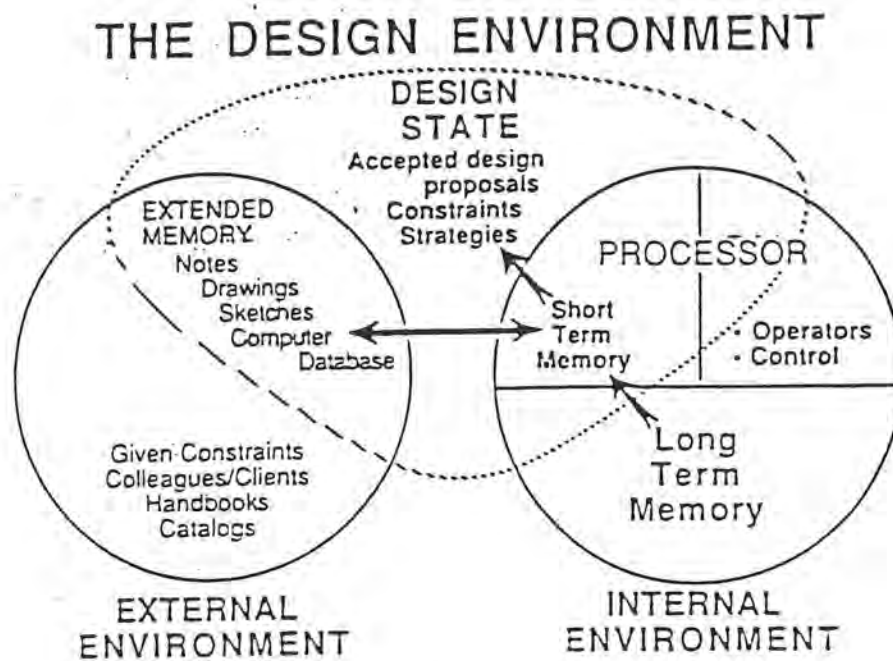 THE DESIGN ENVIRONMENT
DESIGN
STATE
Accepted design
proposals
Constraints
Strategies
EXTENDED
MEMORY
Notes
Drawings
Sketches
Computer
Database
Given Constraints
Colleagues/Clients
Handbooks
Catalogs
EXTERNAL
ENVIRONMENT
PROCESSOR
Short
Term
Memory
• Operators
• Control
Long
Term
Memory
INTERNAL
ENVIRONMENT